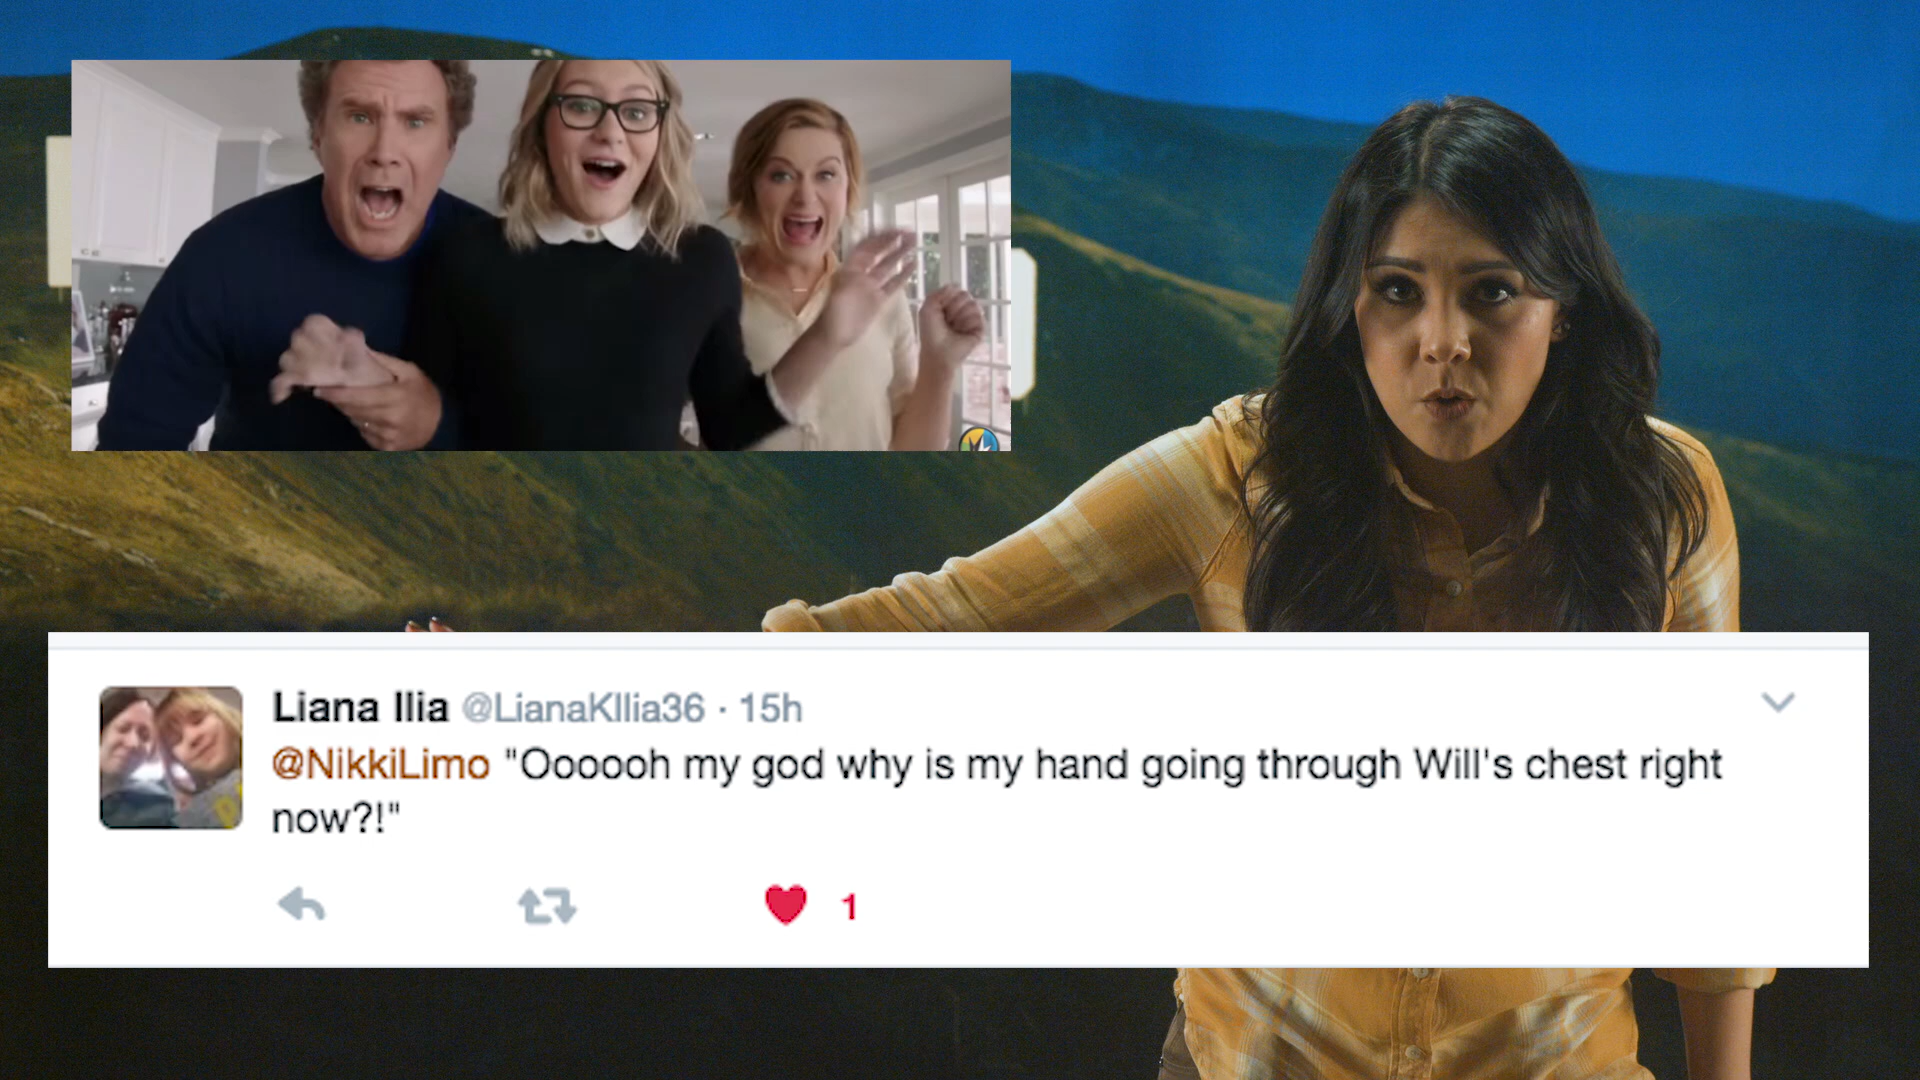 Liana Ilia @LianaKIlia36 · 15h
@NikkiLimo "Oooooh my god why is my hand going through Will's chest right
now?!"
1